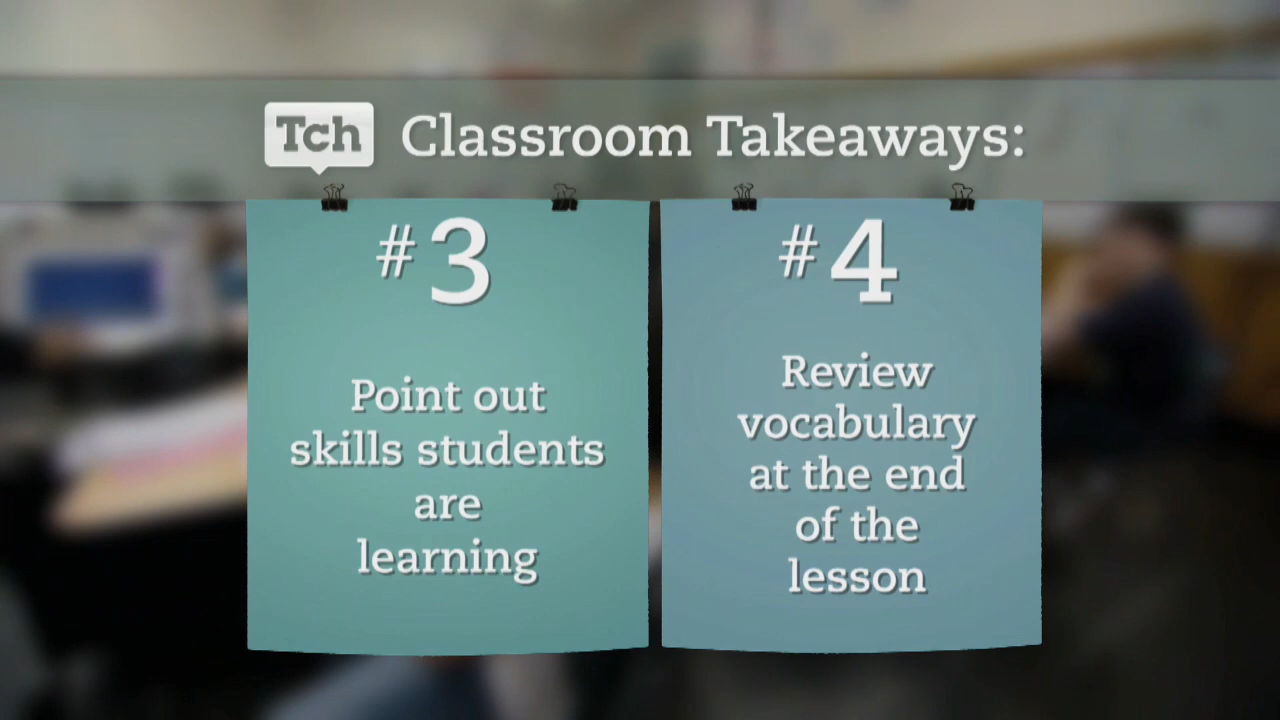 Tch Classroom Takeaways:
#3
Point out
skills students
are
learning
#4
Review
vocabulary
at the end
of the
lesson